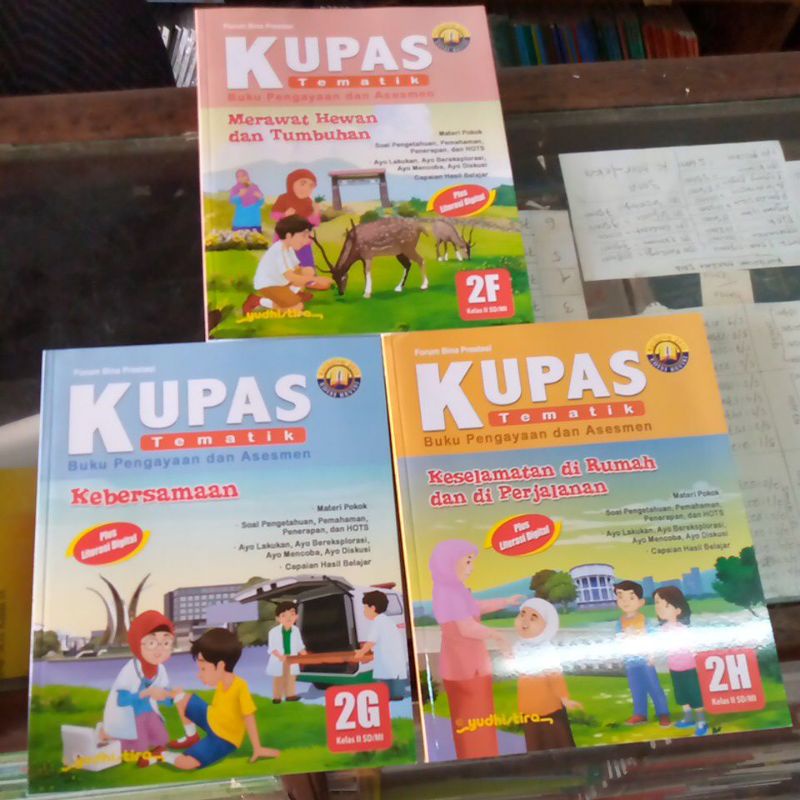 Forum Bina Prestasi
KUPAS
Tematik
Buku Pengayaan dan Asesmen
Merawat Hewan
dan Tumbuhan
Materi Pokok
Soal Pengetahuan, Pemahaman,
Penerapan, dan HOTS
Ayo Lakukan, Ayo Bereksplorasi,
Ayo Mencoba, Ayo Diskusi
Capaian Hasil Belajar
Plus
Literasi Digital
2F
Kelas II SD/MI
yudhistira
Forum Bina Prestasi
KUPAS
Tematik
Buku Pengayaan dan Asesmen
Kebersamaan
· Materi Pokok
· Soal Pengetahuan, Pemahaman,
Penerapan, dan HOTS
· Ayo Lakukan, Ayo Bereksplorasi,
Ayo Mencoba, Ayo Diskusi
· Capaian Hasil Belajar
Plus
Literasi Digital
2G
Kelas II SD/MI
yudhistira
Forum Bina Prestasi
KUPAS
Tematik
Buku Pengayaan dan Asesmen
Keselamatan di Rumah
dan di Perjalanan
Materi Pokok
Soal Pengetahuan, Pemahaman,
Penerapan, dan HOTS
Ayo Lakukan, Ayo Bereksplorasi,
Ayo Mencoba, Ayo Diskusi
· Capaian Hasil Belajar
Plus
Literasi Digital
2H
Kelas II SD/MI
yudhistira